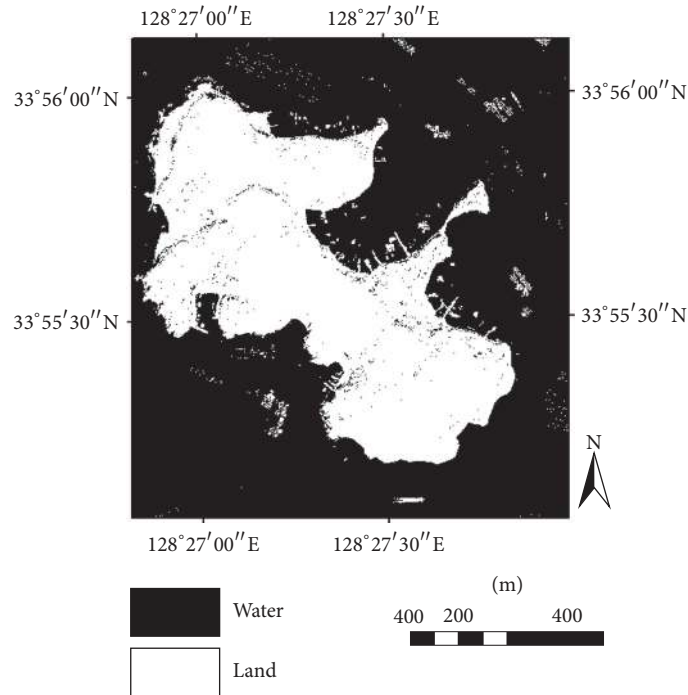 128°27′00″E 128°27′30″E
33°56′00″N 33°56′00″N
33°55′30″N 33°55′30″N
N
128°27′00″E 128°27′30″E
(m)
Water 400 200 400
Land